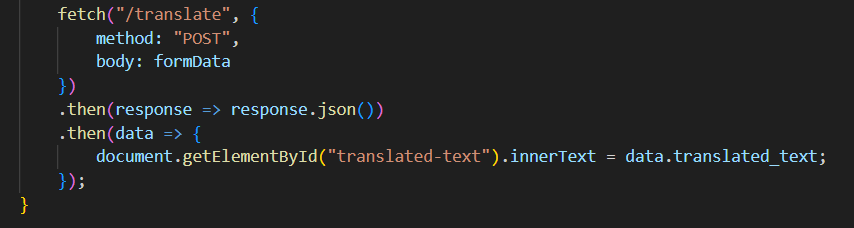 fetch("/translate", {
method: "POST",
body: formData
})
.then(response => response.json())
.then(data => {
document.getElementById("translated-text").innerText = data.translated_text;
});
}